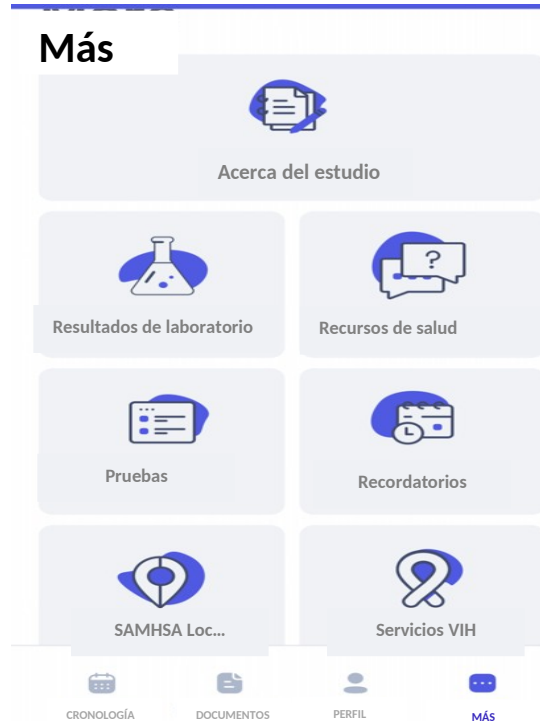 Más
Acerca del estudio
Resultados de laboratorio
Recursos de salud
?
Pruebas
Recordatorios
SAMHSA Loc...
Servicios VIH
CRONOLOGÍA
DOCUMENTOS
PERFIL
MÁS